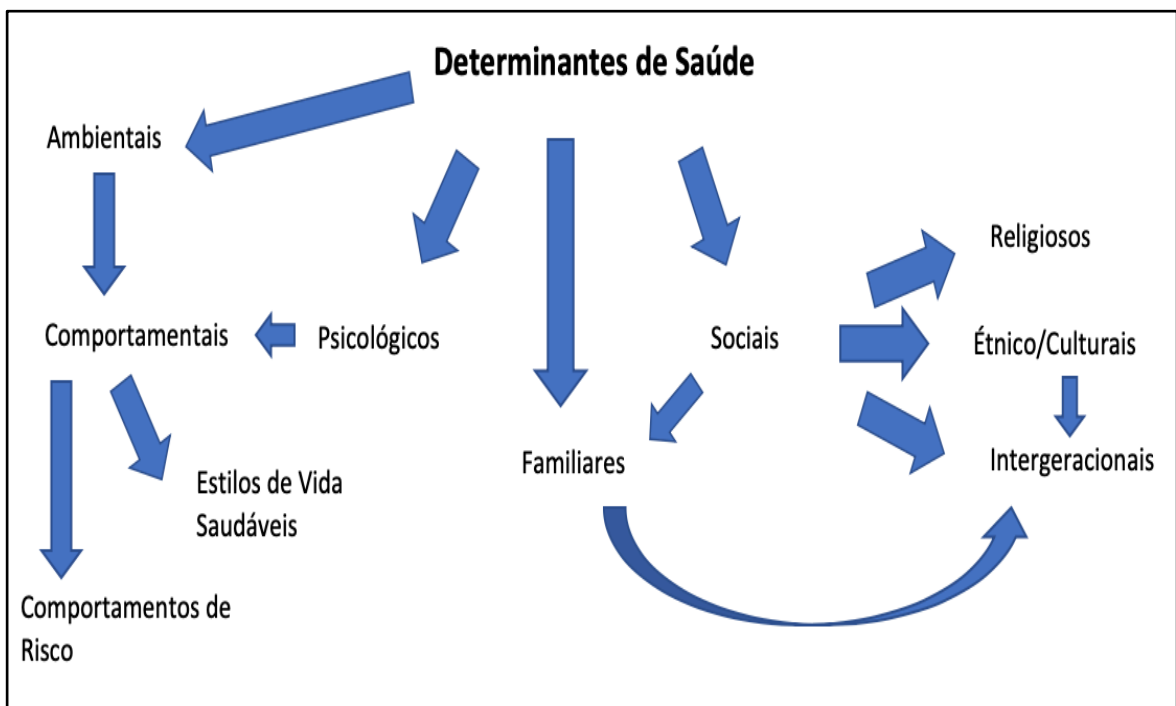 Determinantes de Saúde
Ambientais
Religiosos
Comportamentais
Psicológicos
Sociais
Étnico/Culturais
Familiares
Intergeracionais
Estilos de Vida
Saudáveis
Comportamentos de
Risco